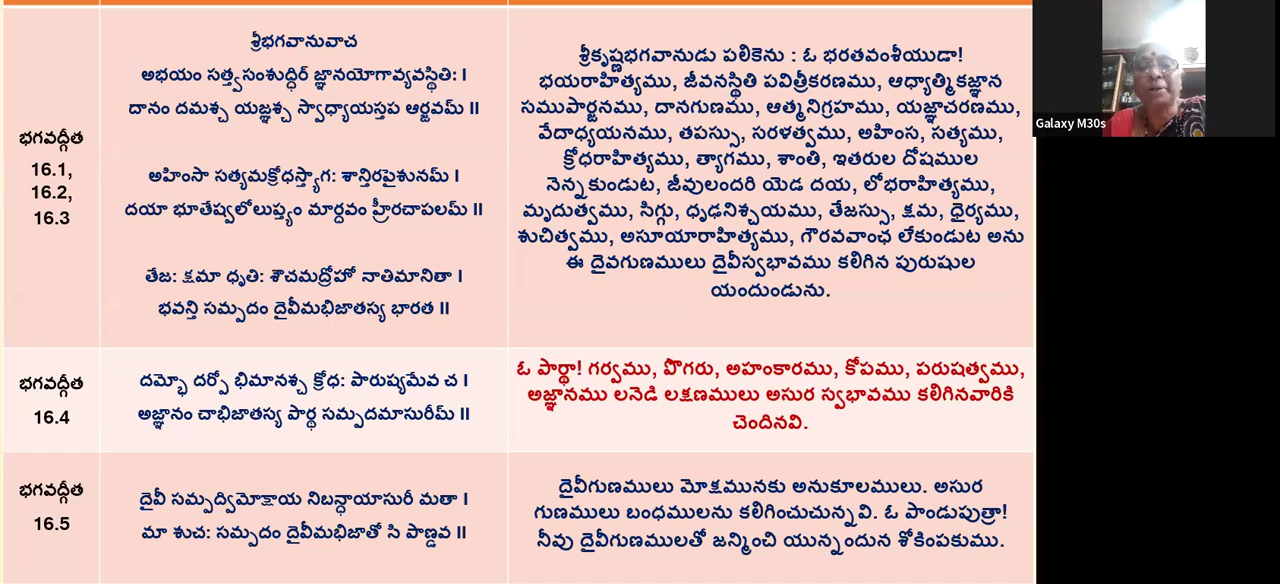 భగవద్గీత
16.1,
16.2,
16.3
శ్రీభగవానువాచ
అభయం సత్త్వసంశుద్ధిర్ జ్ఞానయోగావ్యవస్థితి: I
దానం దమశ్చ యజ్ఞశ్చ స్వాధ్యాయస్తప ఆర్జవమ్ II
అహింసా సత్యమక్రోధస్త్యాగ: శాన్తిరపైశునమ్ I
దయా భూతేష్వలోలుప్త్వం మార్దవం హ్రీరచాపలమ్ II
తేజ: క్షమా ధృతి: శౌచమద్రోహో నాతిమానితా I
భవన్తి సమ్పదం దైవీమభిజాతస్య భారత II
శ్రీకృష్ణభగవానుడు పలికెను : ఓ భరతవంశీయుడా!
భయరాహిత్యము, జీవనస్థితి పవిత్రీకరణము, ఆధ్యాత్మికజ్ఞాన
సముపార్జనము, దానగుణము, ఆత్మనిగ్రహము, యజ్ఞాచరణము,
వేదాధ్యయనము, తపస్సు, సరళత్వము, అహింస, సత్యము,
క్రోధరాహిత్యము, త్యాగము, శాంతి, ఇతరుల దోషముల
నెన్నకుండుట, జీవులందరి యెడ దయ, లోభరాహిత్యము,
మృదుత్వము, సిగ్గు, ధృఢనిశ్చయము, తేజస్సు, క్షమ, ధైర్యము,
శుచిత్వము, అసూయారాహిత్యము, గౌరవవాంఛ లేకుండుట అను
ఈ దైవగుణములు దైవీస్వభావము కలిగిన పురుషుల
యందుండును.
భగవద్గీత
16.4
దమ్భో దర్పో భిమానశ్చ క్రోధ: పారుష్యమేవ చ I
అజ్ఞానం చాభిజాతస్య పార్థ సమ్పదమాసురీమ్ II
ఓ పార్థా! గర్వము, పొగరు, అహంకారము, కోపము, పరుషత్వము,
అజ్ఞానము లనెడి లక్షణములు అసుర స్వభావము కలిగినవారికి
చెందినవి.
భగవద్గీత
16.5
దైవీ సమ్పద్విమోక్షాయ నిబన్ధాయాసురీ మతా I
మా శుచ: సమ్పదం దైవీమభిజాతో సి పాణ్డవ II
దైవీగుణములు మోక్షమునకు అనుకూలములు. అసుర
గుణములు బంధములను కలిగించుచున్నవి. ఓ పాండుపుత్రా!
నీవు దైవీగుణములతో జన్మించి యున్నందున శోకింపకుము.
Galaxy M30s